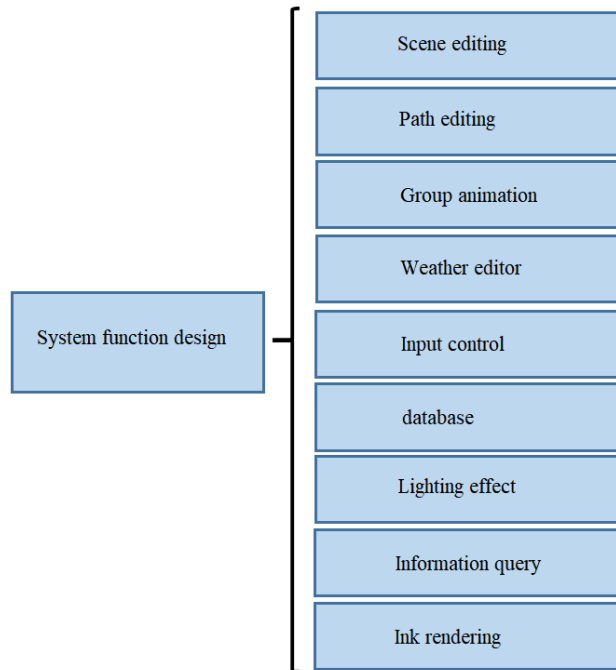 Scene editing
Path editing
Group animation
Weather editor
System function design
Input control
database
Lighting effect
Information query
Ink rendering